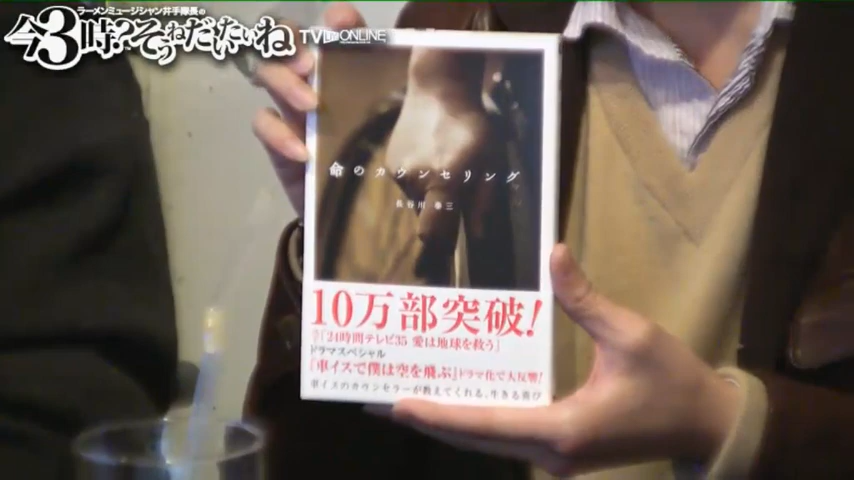 ラーメンミュージシャン井手隊長の
今3時?そうねだいたいね
TV ONLINE
命のカウンセリング
長谷川 泰三
10万部突破!
『24時間テレビ35 愛は地球を救う』
ドラマスペシャル
『車イスで僕は空を飛ぶ』ドラマ化で大反響!
車イスのカウンセラーが教えてくれる、生きる喜び